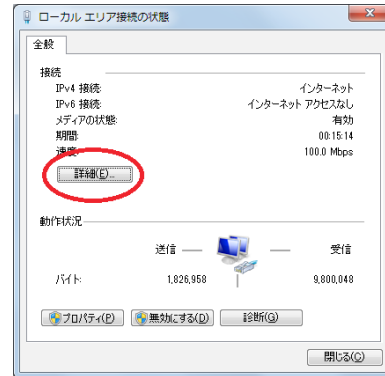 ローカル エリア接続の状態
全般
接続
IPv4 接続: インターネット
IPv6 接続: インターネット アクセスなし
メディアの状態: 有効
期間: 00:15:14
速度: 100.0 Mbps
詳細(E)...
動作状況
送信 受信
バイト: 1,826,958 9,800,048
プロパティ(P) 無効にする(D) 診断(G)
閉じる(C)